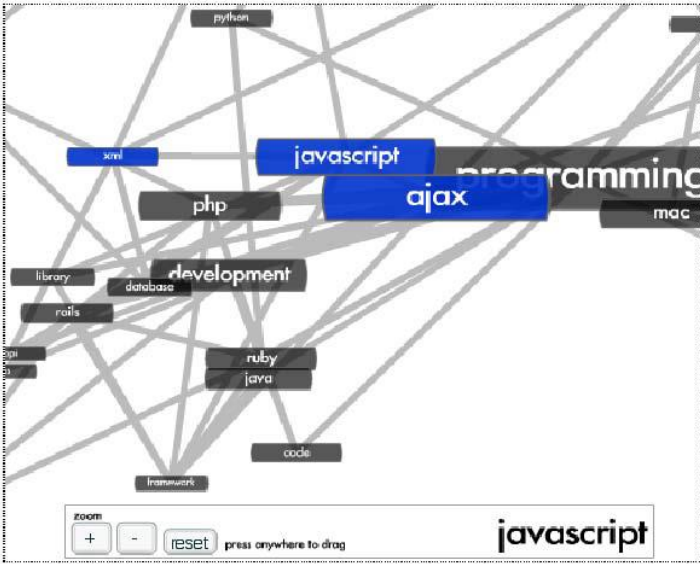 python
xml
javascript
programming
php
ajax
mac
library
development
database
rails
api
ruby
java
code
framework
zoom
+
-
reset
press anywhere to drag
javascript